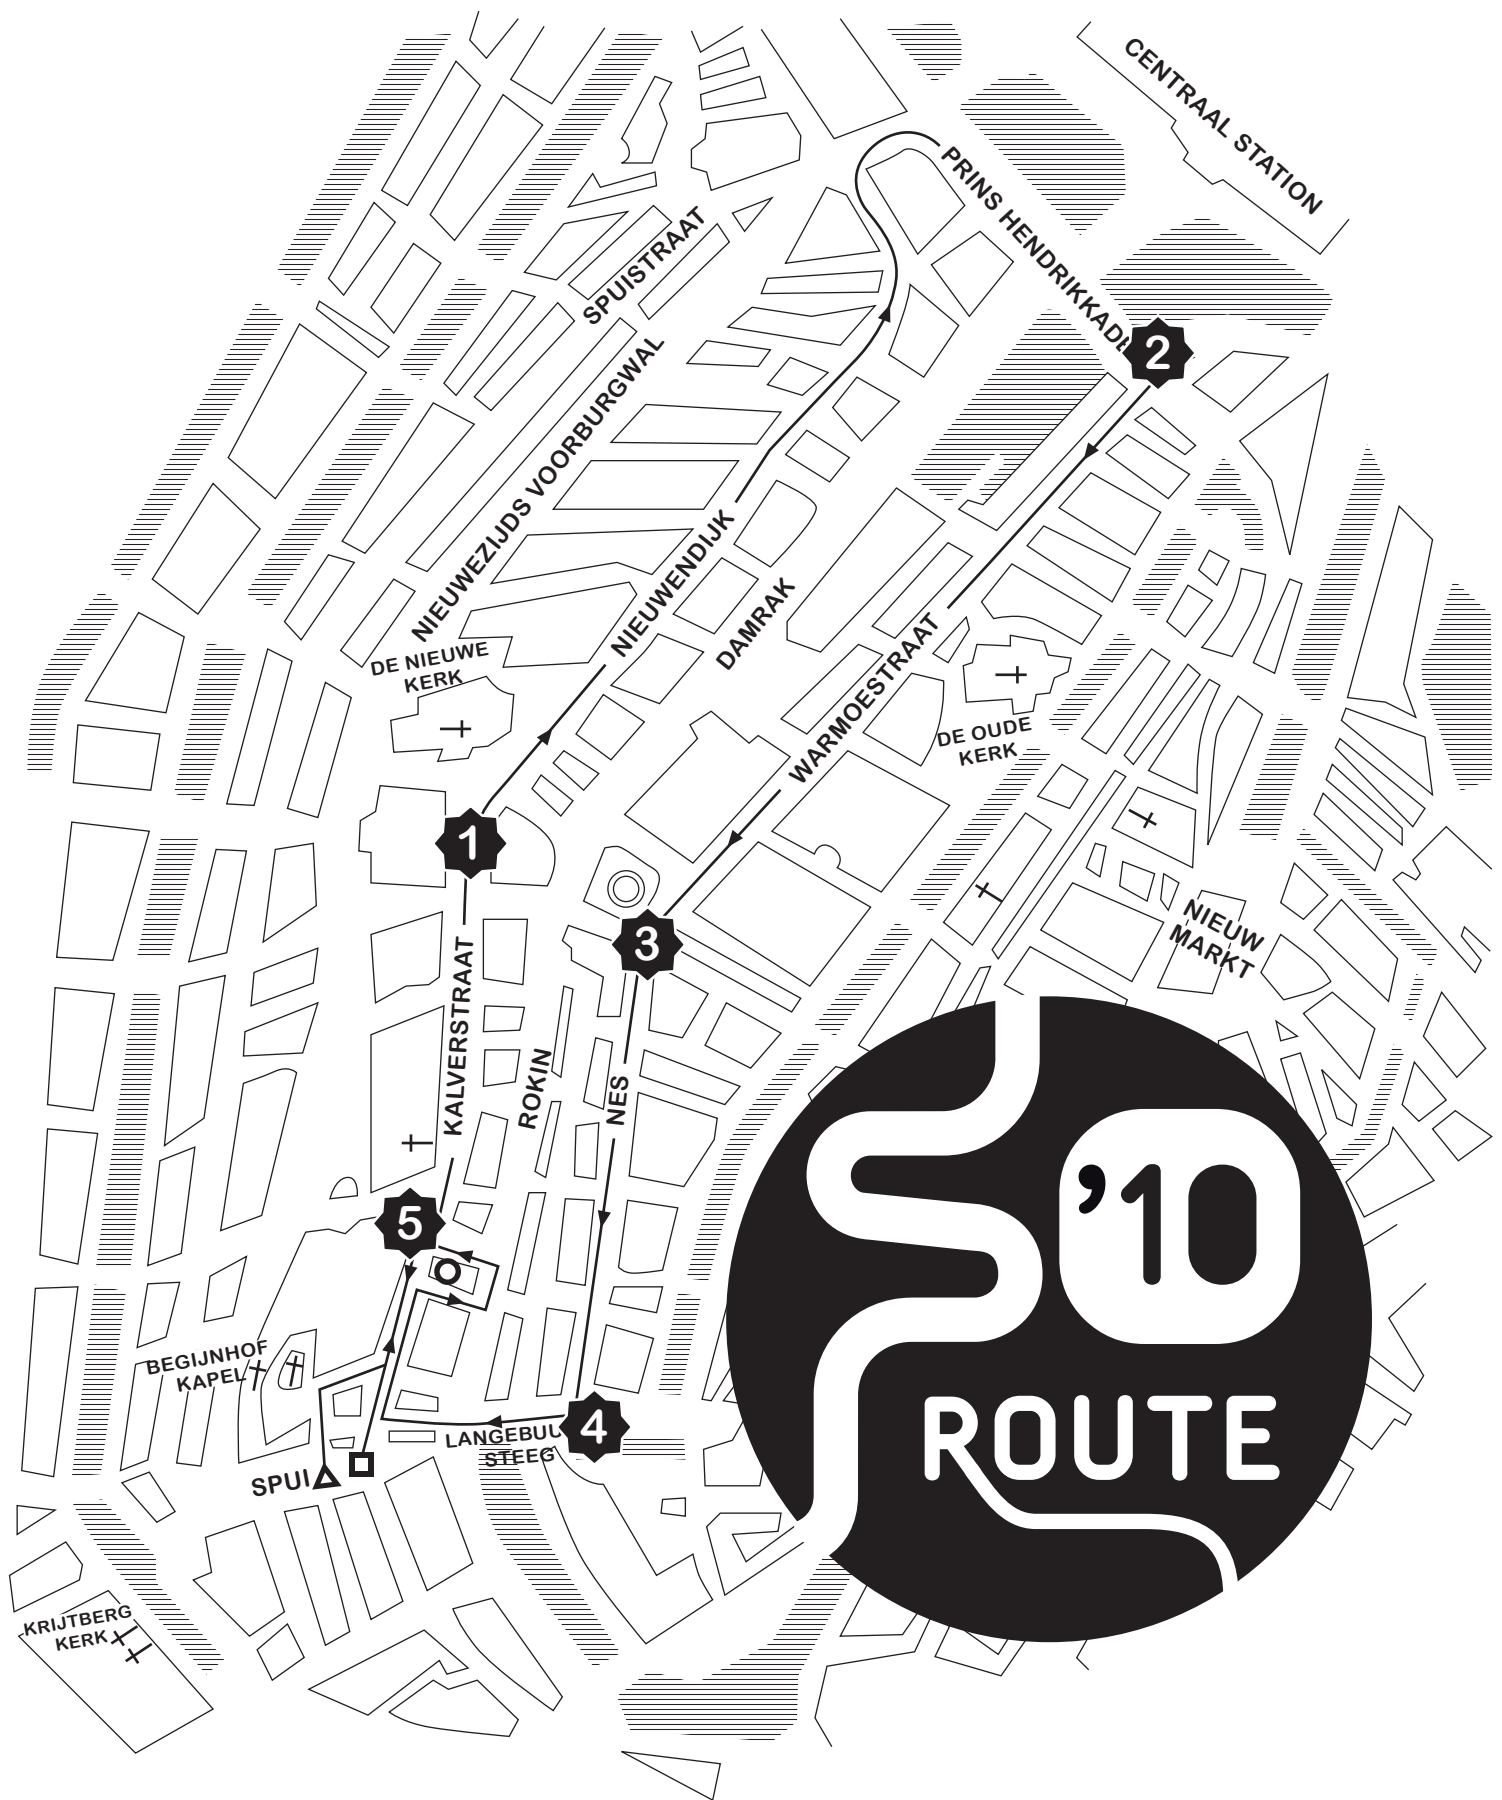 CENTRAAL STATION
PRINS HENDRIKKADE
2
SPUISTRAAT
NIEUWEZIJDS VOORBURGWAL
NIEUWENDIJK
DAMRAK
WARMOESTRAAT
DE NIEUWE
KERK
DE OUDE
KERK
1
3
NIEUW
MARKT
KALVERSTRAAT
ROKIN
NES
5
'10
ROUTE
BEGIJNHOF
KAPEL
4
LANGEBUU
STEEG
SPUI
KRIJTBERG
KERK